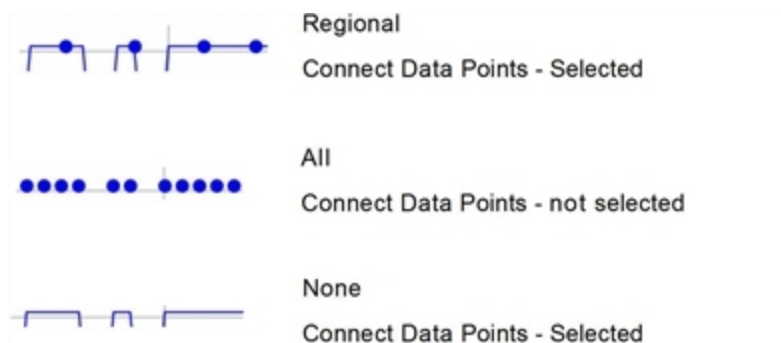 Regional
Connect Data Points - Selected
All
Connect Data Points - not selected
None
Connect Data Points - Selected